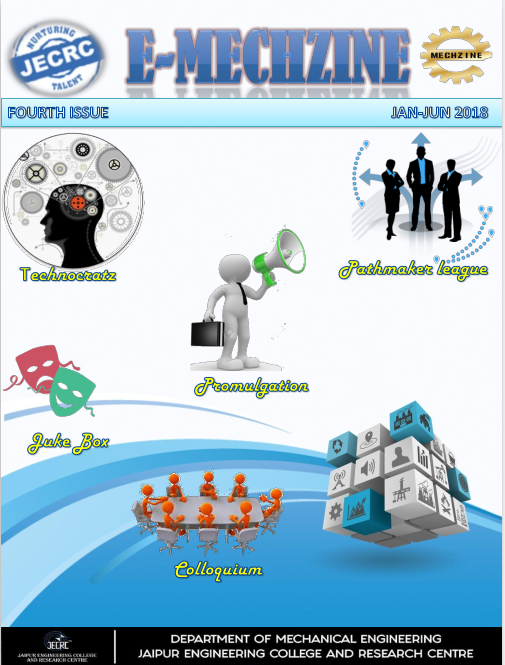 NURTURING
JECRC
TALENT
E-MECHZINE
MECHZINE
FOURTH ISSUE
JAN-JUN 2018
Technocratz
Pathmaker league
Promulgation
Juke Box
Colloquium
JECRC
JAIPUR ENGINEERING COLLEGE
AND RESEARCH CENTRE
DEPARTMENT OF MECHANICAL ENGINEERING
JAIPUR ENGINEERING COLLEGE AND RESEARCH CENTRE